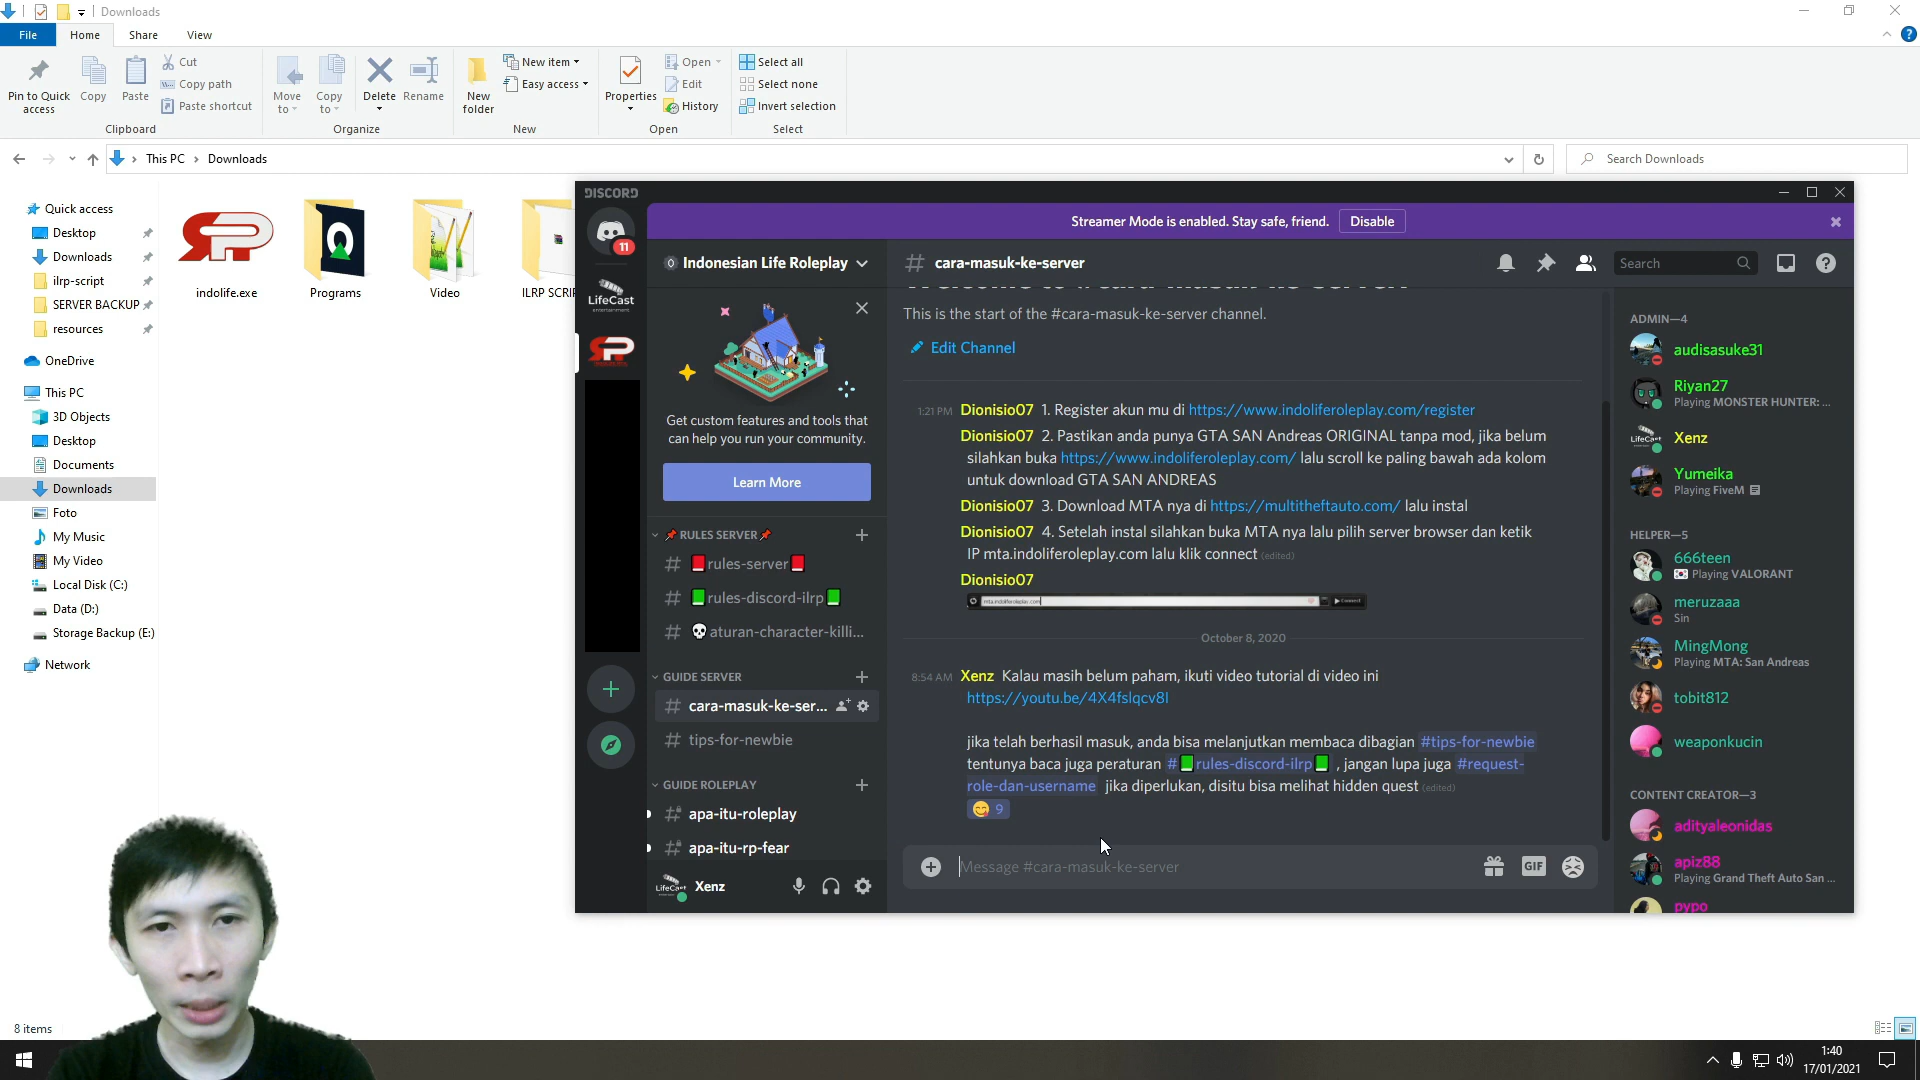 Downloads
File
Home
Share
View
Pin to Quick access
Copy
Paste
Cut
Copy path
Paste shortcut
Clipboard
Move to
Copy to
Delete
Rename
Organize
New folder
New item
Easy access
New
Properties
Open
Edit
History
Open
Select all
Select none
Invert selection
Select
This PC > Downloads
Search Downloads
Quick access
Desktop
Downloads
ilrp-script
SERVER BACKUP
resources
OneDrive
This PC
3D Objects
Desktop
Documents
Downloads
Foto
My Music
My Video
Local Disk (C:)
Data (D:)
Storage Backup (E:)
Network
indolife.exe
Programs
Video
ILRP SCRI
8 items
DISCORD
11
LifeCast
entertainment
RP
Streamer Mode is enabled. Stay safe, friend.
Disable
Indonesian Life Roleplay
Get custom features and tools that
can help you run your community.
Learn More
RULES SERVER
# rules-server
# rules-discord-ilrp
# aturan-character-killi...
GUIDE SERVER
# cara-masuk-ke-ser...
# tips-for-newbie
GUIDE ROLEPLAY
# apa-itu-roleplay
# apa-itu-rp-fear
Xenz
# cara-masuk-ke-server
Search
This is the start of the #cara-masuk-ke-server channel.
Edit Channel
1:21 PM Dionisio07 1. Register akun mu di https://www.indoliferoleplay.com/register
Dionisio07 2. Pastikan anda punya GTA SAN Andreas ORIGINAL tanpa mod, jika belum
silahkan buka https://www.indoliferoleplay.com/ lalu scroll ke paling bawah ada kolom
untuk download GTA SAN ANDREAS
Dionisio07 3. Download MTA nya di https://multitheftauto.com/ lalu instal
Dionisio07 4. Setelah instal silahkan buka MTA nya lalu pilih server browser dan ketik
IP mta.indoliferoleplay.com lalu klik connect (edited)
Dionisio07
mta.indoliferoleplay.com
Connect
October 8, 2020
8:54 AM Xenz Kalau masih belum paham, ikuti video tutorial di video ini
https://youtu.be/4X4fslqcv8I
jika telah berhasil masuk, anda bisa melanjutkan membaca dibagian #tips-for-newbie
tentunya baca juga peraturan # rules-discord-ilrp , jangan lupa juga #request-
role-dan-username jika diperlukan, disitu bisa melihat hidden quest (edited)
9
Message #cara-masuk-ke-server
GIF
ADMIN—4
audisasuke31
Riyan27
Playing MONSTER HUNTER: ...
Xenz
Yumeika
Playing FiveM
HELPER—5
666teen
Playing VALORANT
meruzaaa
Sin
MingMong
Playing MTA: San Andreas
tobit812
weaponkucin
CONTENT CREATOR—3
adityaleonidas
apiz88
Playing Grand Theft Auto San ...
pypo
1:40
17/01/2021